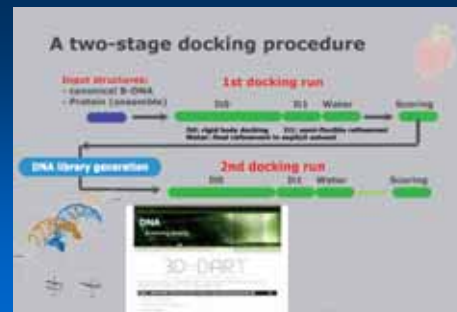 A two-stage docking procedure
Input structures:
- canonical B-DNA
- Protein (ensemble)
1st docking run
It0 It1 Water Scoring
It0: rigid body docking It1: semi-flexible refinement
Water: final refinement in explicit solvent
DNA library generation
2nd docking run
It0 It1 Water Scoring
DNA
3D-DART